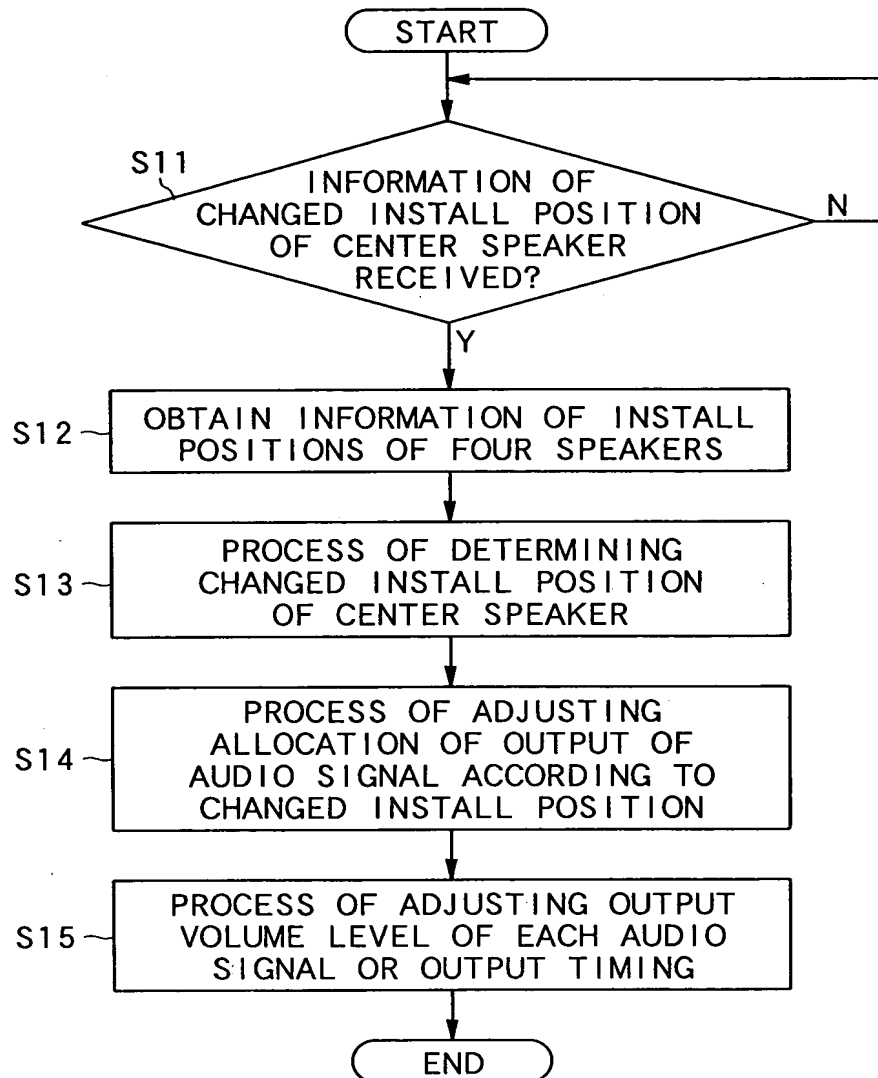 START
S11
INFORMATION OF
CHANGED INSTALL POSITION
OF CENTER SPEAKER
RECEIVED?
N
Y
S12
OBTAIN INFORMATION OF INSTALL
POSITIONS OF FOUR SPEAKERS
S13
PROCESS OF DETERMINING
CHANGED INSTALL POSITION
OF CENTER SPEAKER
S14
PROCESS OF ADJUSTING
ALLOCATION OF OUTPUT OF
AUDIO SIGNAL ACCORDING TO
CHANGED INSTALL POSITION
S15
PROCESS OF ADJUSTING OUTPUT
VOLUME LEVEL OF EACH AUDIO
SIGNAL OR OUTPUT TIMING
END